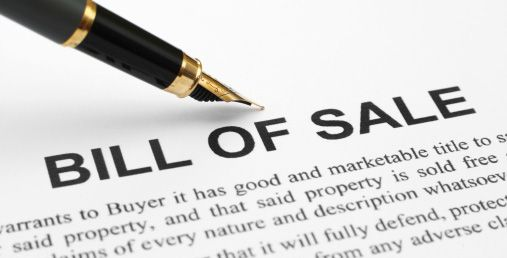 BILL OF SALE
warrants to Buyer it has good and marketable title to
said property, and that said property is sold free
claims of every nature and description
that it will fully defend,
from any adverse